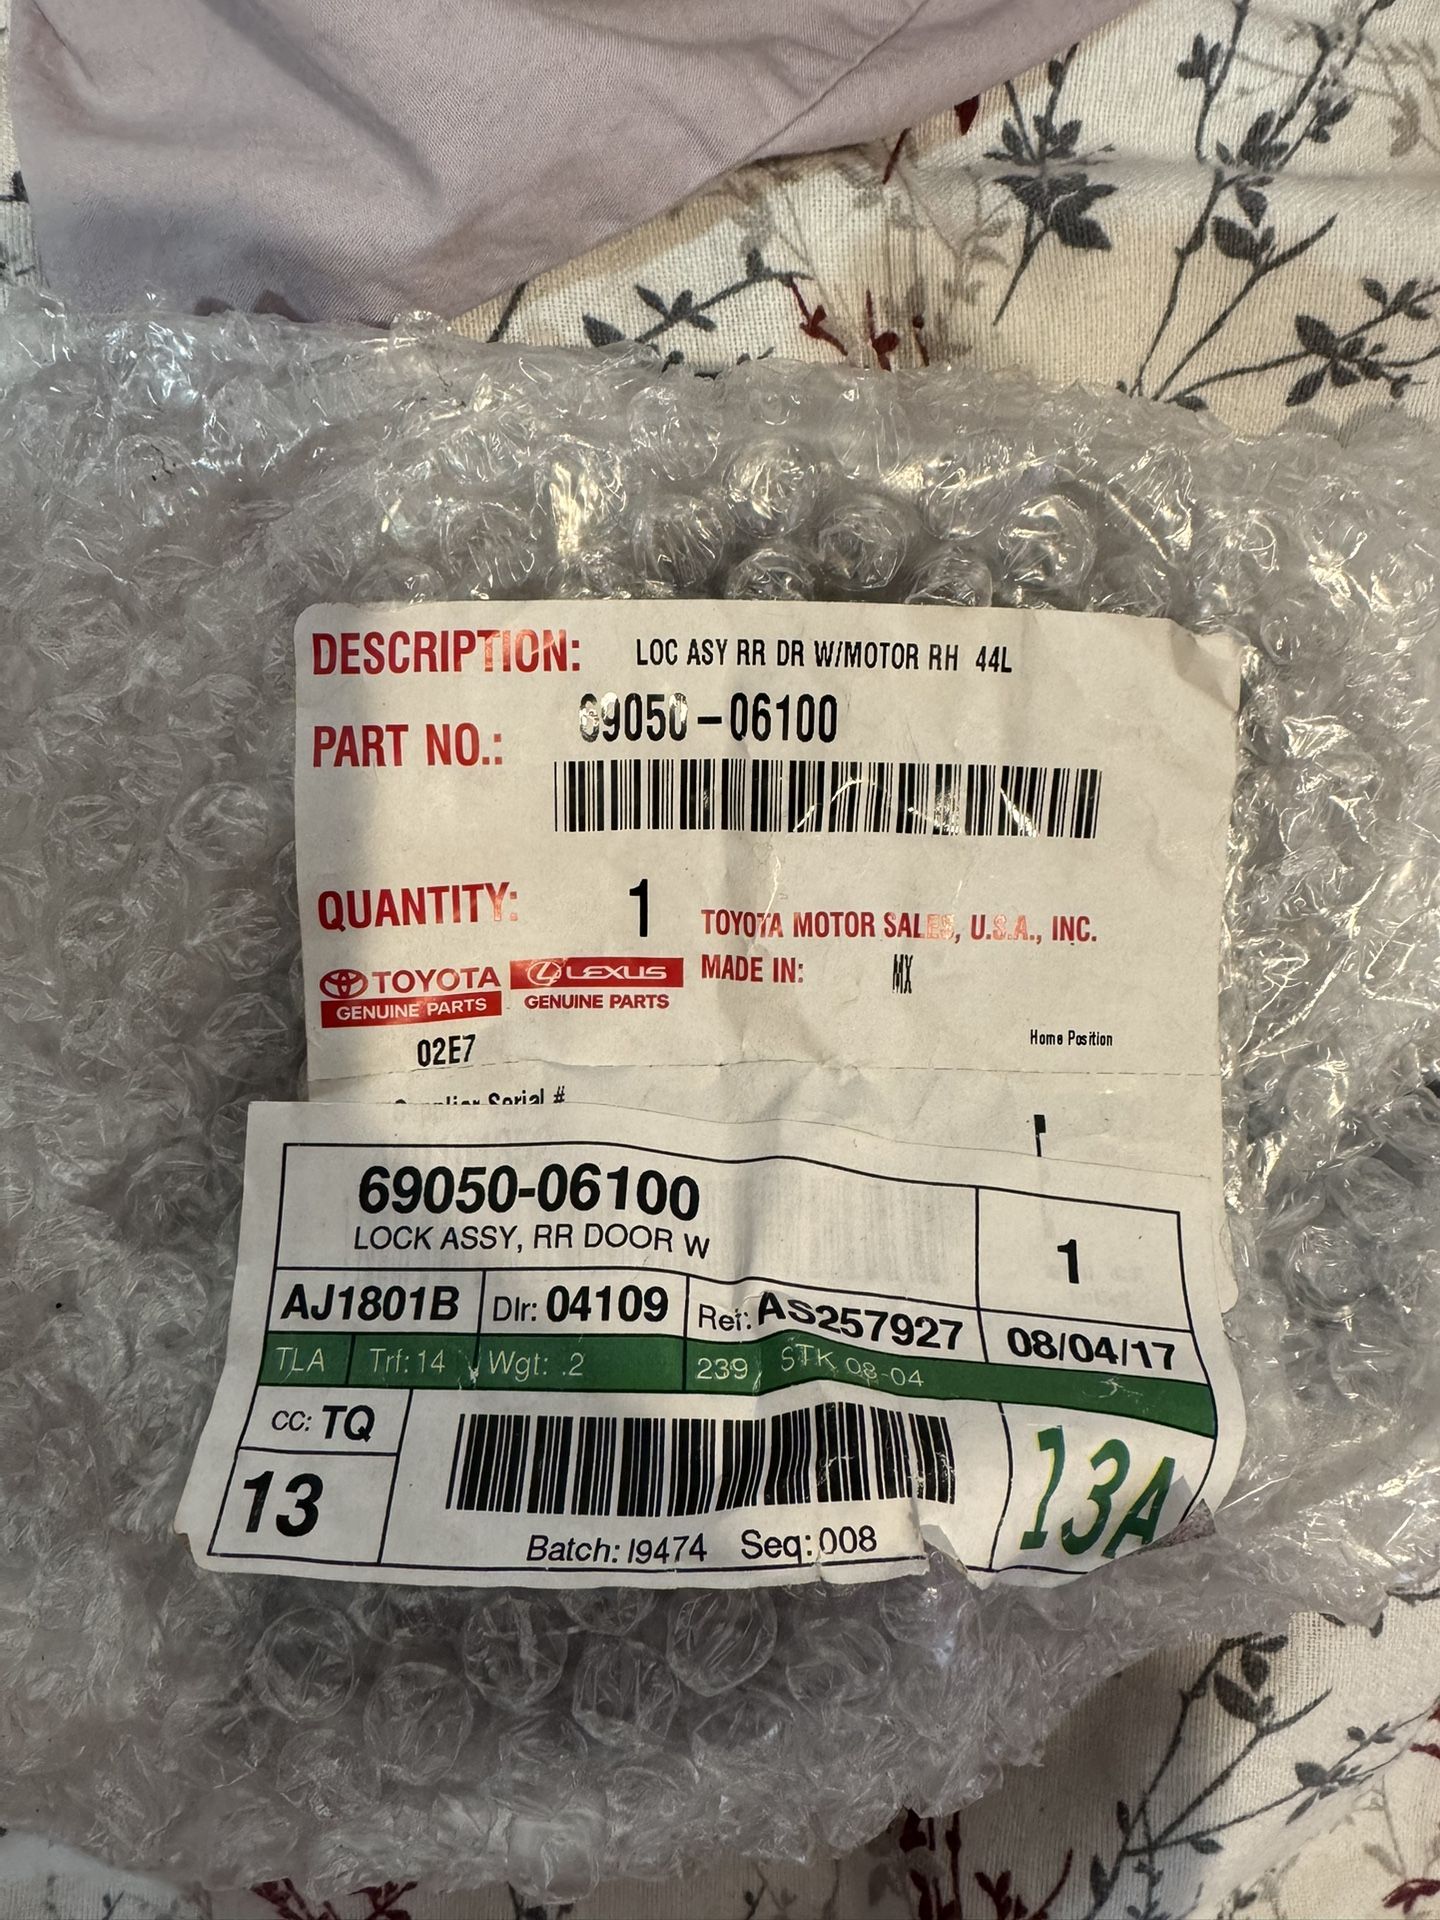 DESCRIPTION: LOC ASY RR DR W/MOTOR RH 44L
PART NO.: 69050-06100
QUANTITY: 1
TOYOTA MOTOR SALES, U.S.A., INC.
TOYOTA
GENUINE PARTS
LEXUS
GENUINE PARTS
MADE IN: MX
02E7
Home Position
Supplier Serial #
69050-06100
LOCK ASSY, RR DOOR W
1
AJ1801B
Dlr: 04109
Ref: AS257927
08/04/17
TLA
Trf: 14
Wgt: .2
239
STK 08-04
CC: TQ
13
13A
Batch: I9474 Seq:008